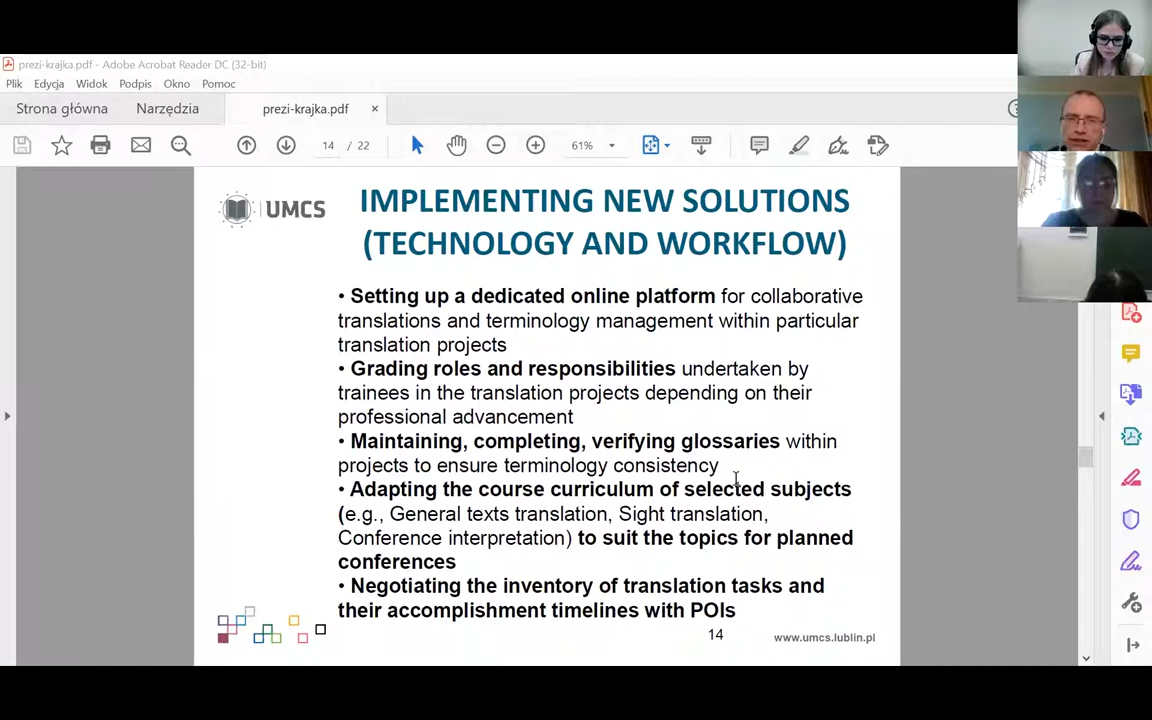 prezi-krajka.pdf - Adobe Acrobat Reader DC (32-bit)
Plik Edycja Widok Podpis Okno Pomoc
Strona główna Narzędzia prezi-krajka.pdf ×
14 / 22 61%
UMCS
IMPLEMENTING NEW SOLUTIONS
(TECHNOLOGY AND WORKFLOW)
• Setting up a dedicated online platform for collaborative
translations and terminology management within particular
translation projects
• Grading roles and responsibilities undertaken by
trainees in the translation projects depending on their
professional advancement
• Maintaining, completing, verifying glossaries within
projects to ensure terminology consistency
• Adapting the course curriculum of selected subjects
(e.g., General texts translation, Sight translation,
Conference interpretation) to suit the topics for planned
conferences
• Negotiating the inventory of translation tasks and
their accomplishment timelines with POIs
14
www.umcs.lublin.pl